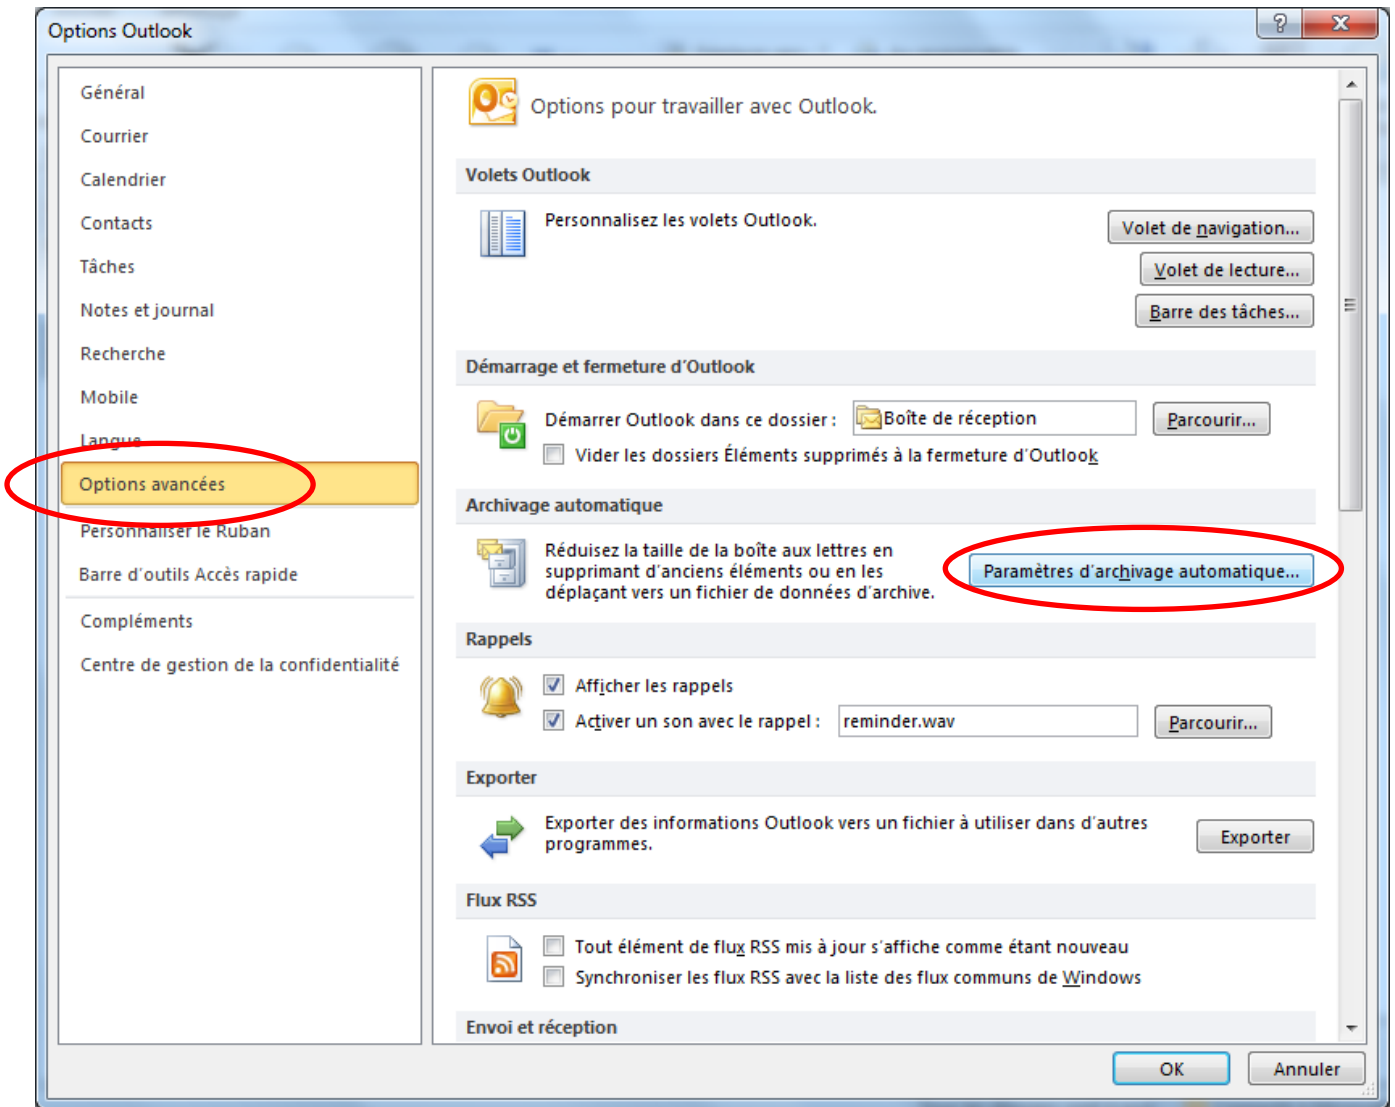 Options Outlook
Général
Courrier
Calendrier
Contacts
Tâches
Notes et journal
Recherche
Mobile
Langue
Options avancées
Personnaliser le Ruban
Barre d'outils Accès rapide
Compléments
Centre de gestion de la confidentialité
Options pour travailler avec Outlook.
Volets Outlook
Personnalisez les volets Outlook.
Volet de navigation...
Volet de lecture...
Barre des tâches...
Démarrage et fermeture d'Outlook
Démarrer Outlook dans ce dossier : Boîte de réception Parcourir...
Vider les dossiers Éléments supprimés à la fermeture d'Outlook
Archivage automatique
Réduisez la taille de la boîte aux lettres en
supprimant d'anciens éléments ou en les
déplaçant vers un fichier de données d'archive.
Paramètres d'archivage automatique...
Rappels
Afficher les rappels
Activer un son avec le rappel : reminder.wav Parcourir...
Exporter
Exporter des informations Outlook vers un fichier à utiliser dans d'autres
programmes.
Exporter
Flux RSS
Tout élément de flux RSS mis à jour s'affiche comme étant nouveau
Synchroniser les flux RSS avec la liste des flux communs de Windows
Envoi et réception
OK Annuler